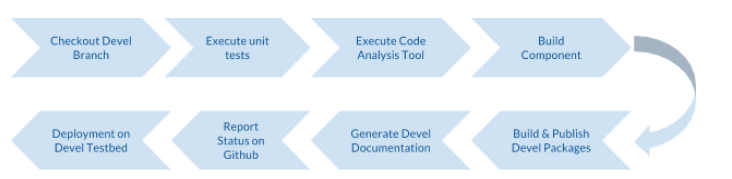 Checkout Devel
Branch
Execute unit
tests
Execute Code
Analysis Tool
Build
Component
Build & Publish
Devel Packages
Generate Devel
Documentation
Report
Status on
Github
Deployment on
Devel Testbed